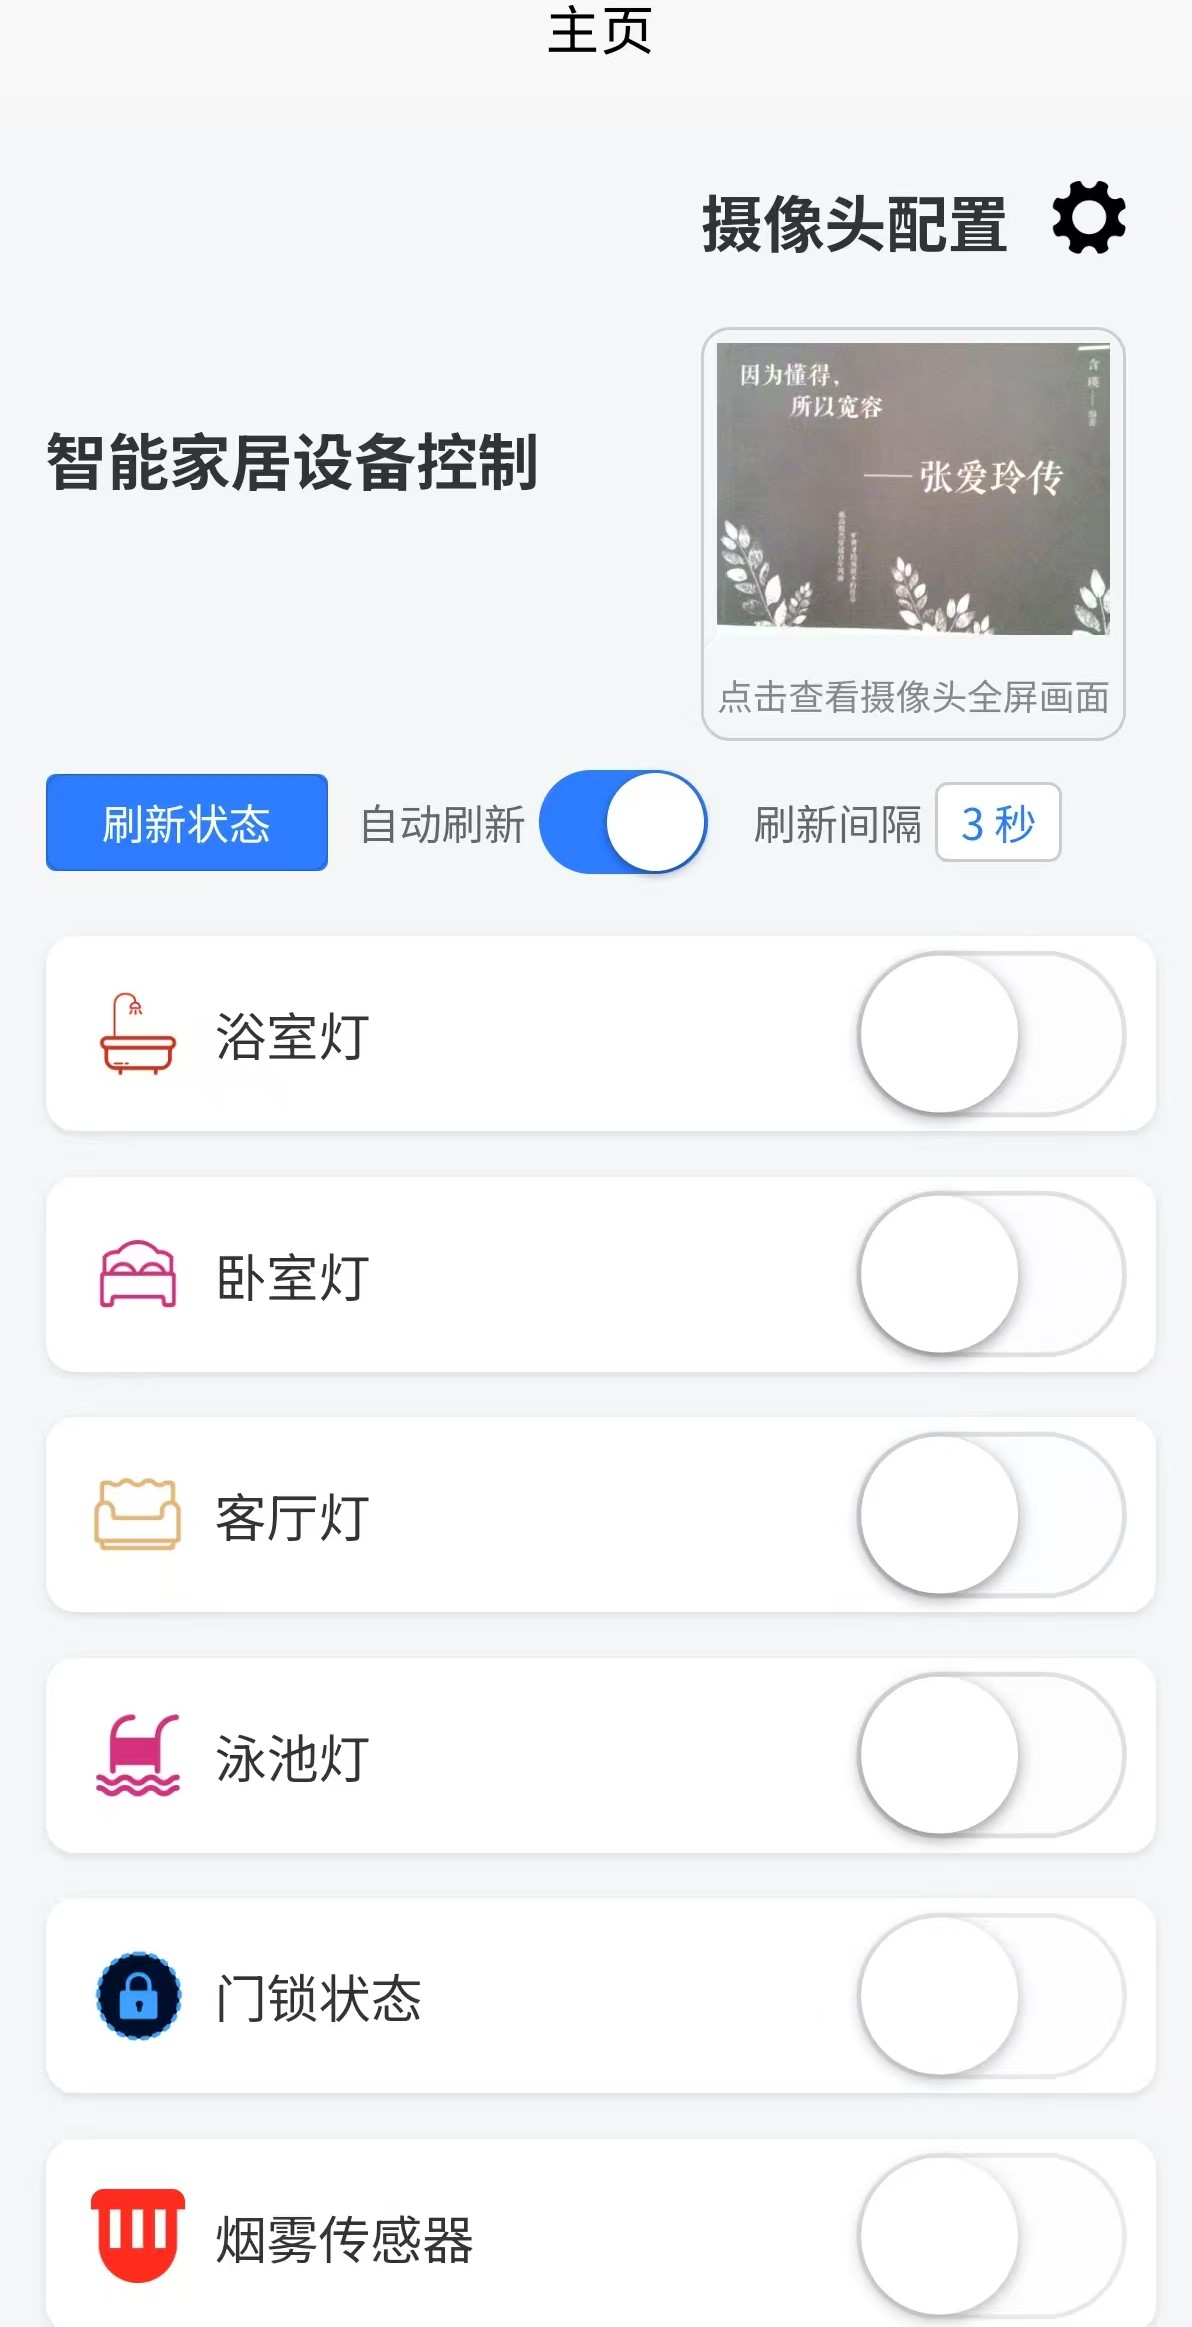 主页
摄像头配置
智能家居设备控制
因为懂得，
所以宽容
——张爱玲传
点击查看摄像头全屏画面
刷新状态
自动刷新
刷新间隔
3 秒
浴室灯
卧室灯
客厅灯
泳池灯
门锁状态
烟雾传感器